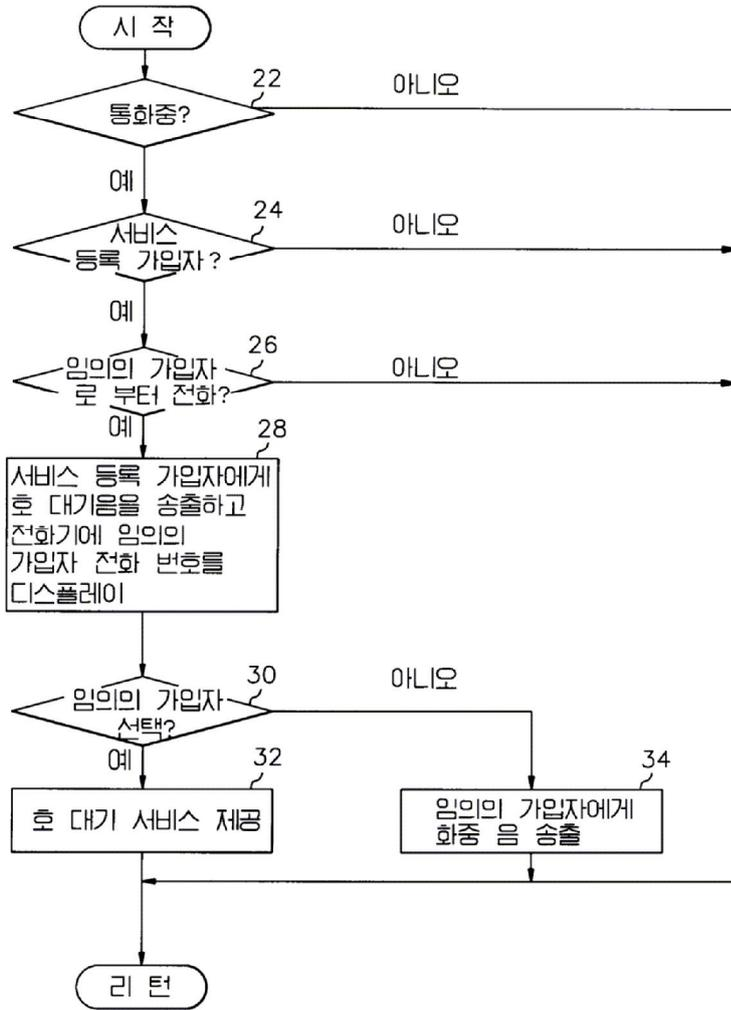 시 작
22
아니오
통화중?
예
24
아니오
서비스
등록 가입자?
예
26
아니오
임의의 가입자
로 부터 전화?
예
28
서비스 등록 가입자에게
호 대기음을 송출하고
전화기에 임의의
가입자 전화 번호를
디스플레이
30
아니오
임의의 가입자
선택?
예
32
호 대기 서비스 제공
34
임의의 가입자에게
화중 음 송출
리 턴